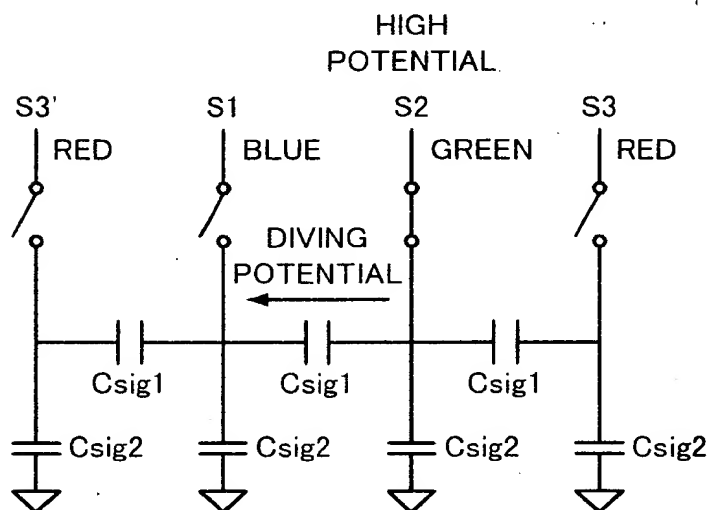 HIGH
POTENTIAL
S3' S1 S2 S3
RED BLUE GREEN RED
DIVING
POTENTIAL
Csig1 Csig1 Csig1
Csig2 Csig2 Csig2 Csig2